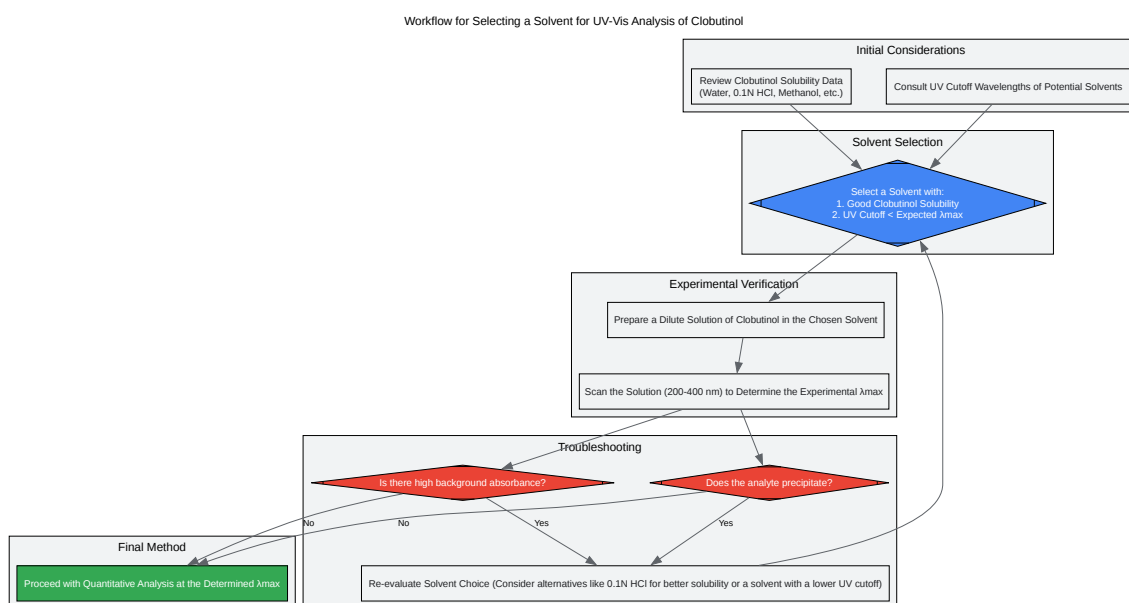 Workflow for Selecting a Solvent for UV-Vis Analysis of Clobutinol
Initial Considerations
Review Clobutinol Solubility Data
(Water, 0.1N HCl, Methanol, etc.)
Consult UV Cutoff Wavelengths of Potential Solvents
Solvent Selection
Select a Solvent with:
1. Good Clobutinol Solubility
2. UV Cutoff < Expected λmax
Experimental Verification
Prepare a Dilute Solution of Clobutinol in the Chosen Solvent
Scan the Solution (200-400 nm) to Determine the Experimental λmax
Troubleshooting
Is there high background absorbance?
Does the analyte precipitate?
No
No
Yes
Yes
Final Method
Proceed with Quantitative Analysis at the Determined λmax
Re-evaluate Solvent Choice (Consider alternatives like 0.1N HCl for better solubility or a solvent with a lower UV cutoff)